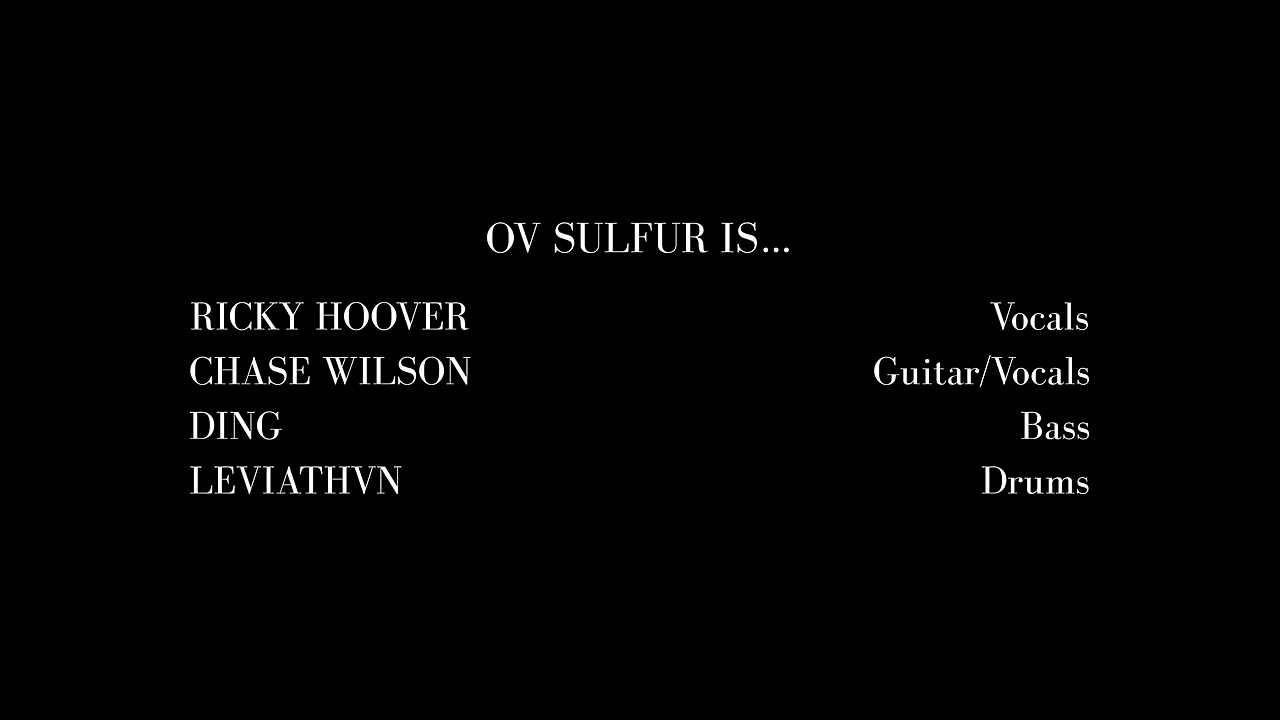 OV SULFUR IS...
RICKY HOOVER Vocals
CHASE WILSON Guitar/Vocals
DING Bass
LEVIATHVN Drums